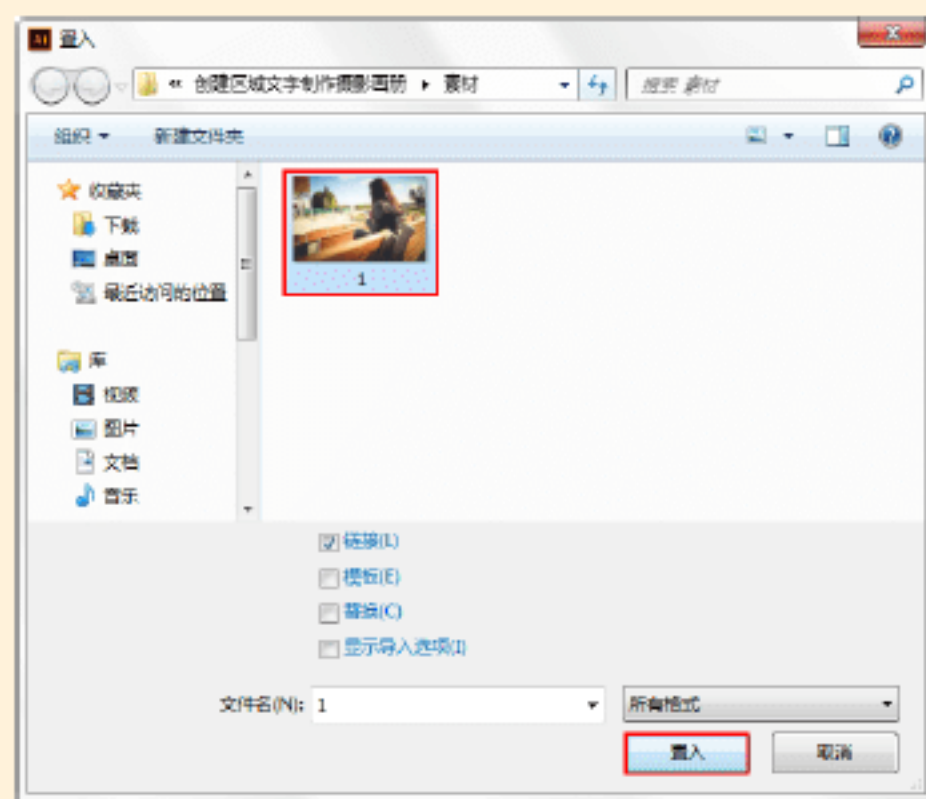 Ai 置入
« 创建区域文字制作摄影画册 ▸ 素材
搜索 素材
组织 新建文件夹
收藏夹
下载
桌面
最近访问的位置
库
视频
图片
文档
音乐
1
链接(L)
模板(E)
替换(C)
显示导入选项(I)
文件名(N): 1
所有格式
置入 取消